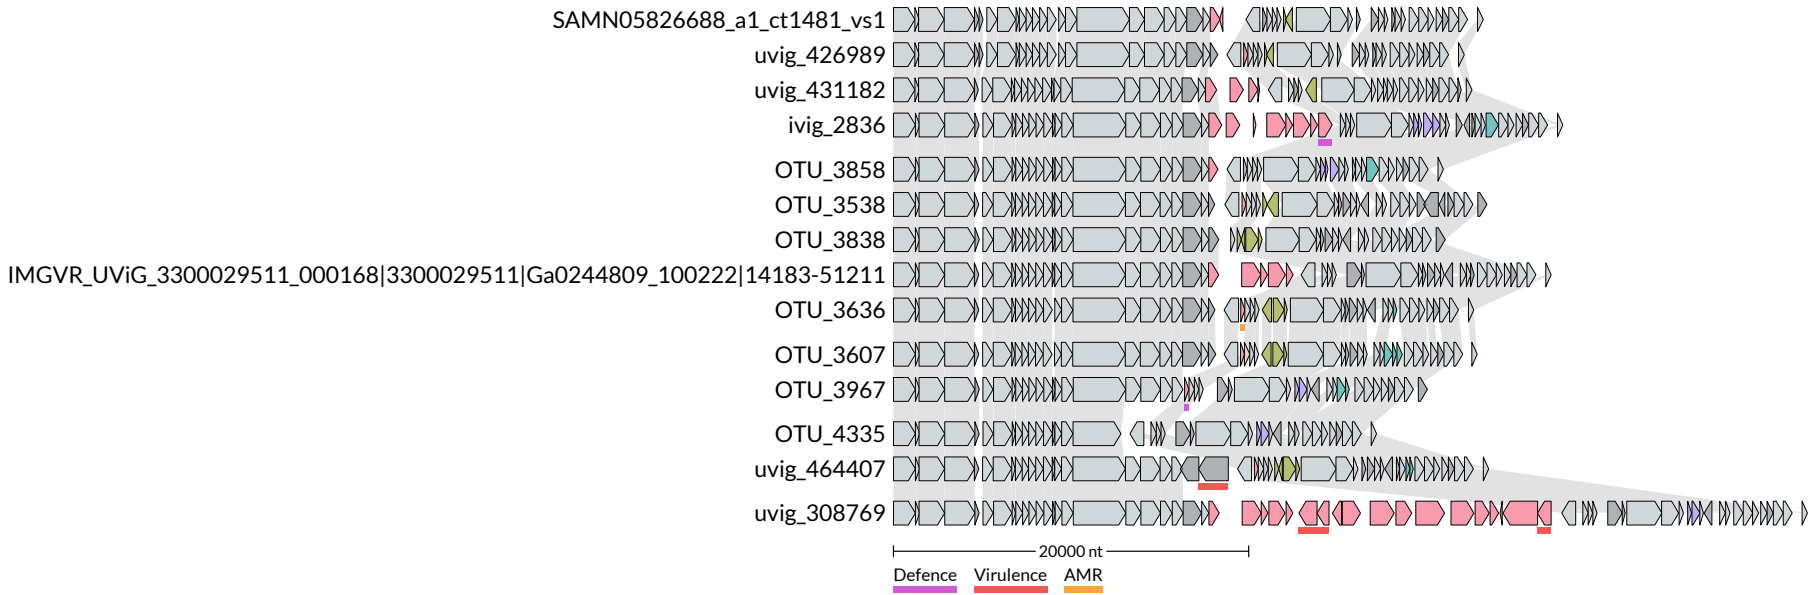 SAMN05826688_a1_ct1481_vs1
uvig_426989
uvig_431182
ivig_2836
OTU_3858
OTU_3538
OTU_3838
IMGVR_UViG_3300029511_000168|3300029511|Ga0244809_100222|14183-51211
OTU_3636
OTU_3607
OTU_3967
OTU_4335
uvig_464407
uvig_308769
20000 nt
Defence Virulence AMR